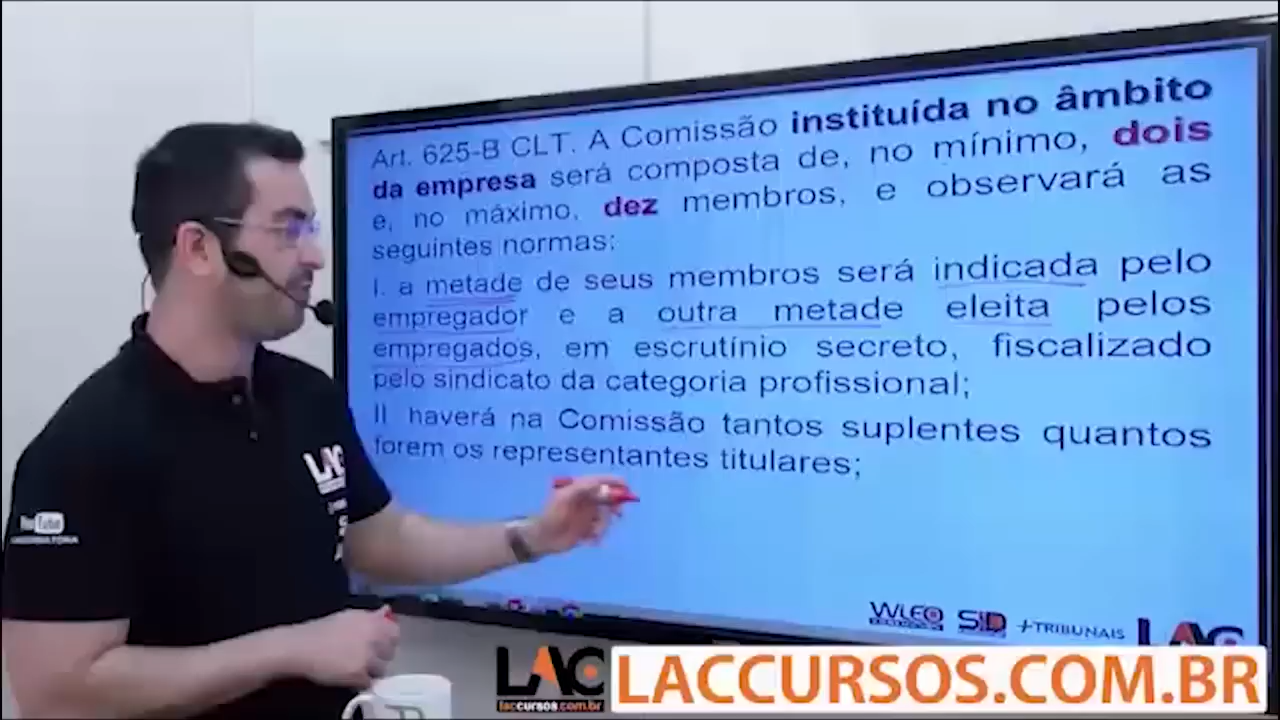 Art. 625-B CLT. A Comissão instituída no âmbito
da empresa será composta de, no mínimo, dois
e, no máximo, dez membros, e observará as
seguintes normas:
I. a metade de seus membros será indicada pelo
empregador e a outra metade eleita pelos
empregados, em escrutínio secreto, fiscalizado
pelo sindicato da categoria profissional;
II haverá na Comissão tantos suplentes quantos
forem os representantes titulares;
LAC
YouTube
WLEO
SID
+TRIBUNAIS
LAC
LAC
laccursos.com.br
LACCURSOS.COM.BR